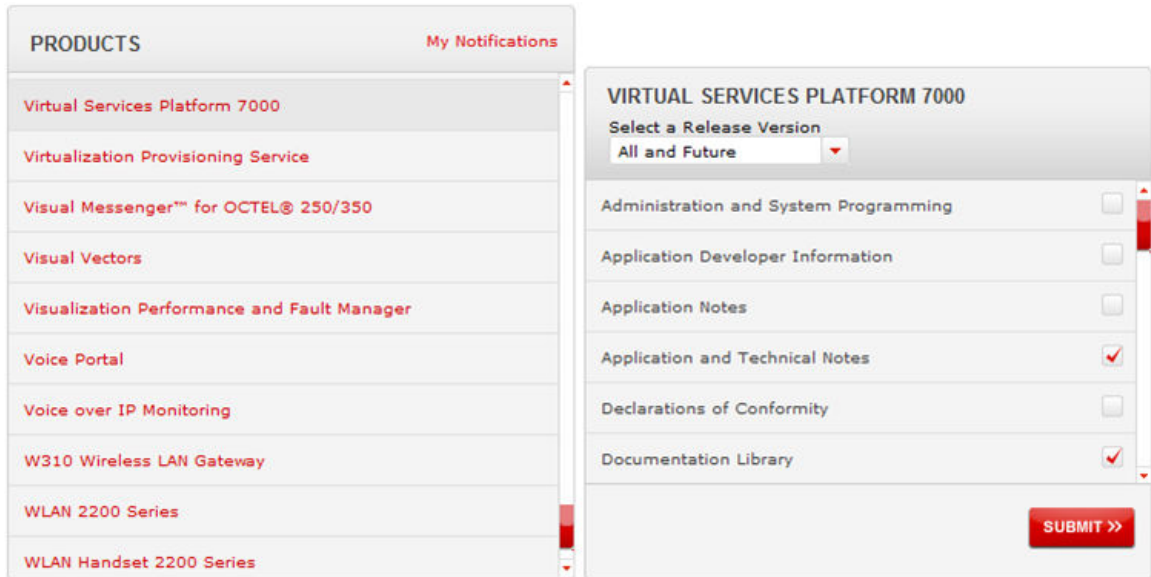 PRODUCTS
My Notifications
Virtual Services Platform 7000
Virtualization Provisioning Service
Visual Messenger™ for OCTEL® 250/350
Visual Vectors
Visualization Performance and Fault Manager
Voice Portal
Voice over IP Monitoring
W310 Wireless LAN Gateway
WLAN 2200 Series
WLAN Handset 2200 Series
VIRTUAL SERVICES PLATFORM 7000
Select a Release Version
All and Future
Administration and System Programming
Application Developer Information
Application Notes
Application and Technical Notes
Declarations of Conformity
Documentation Library
SUBMIT >>